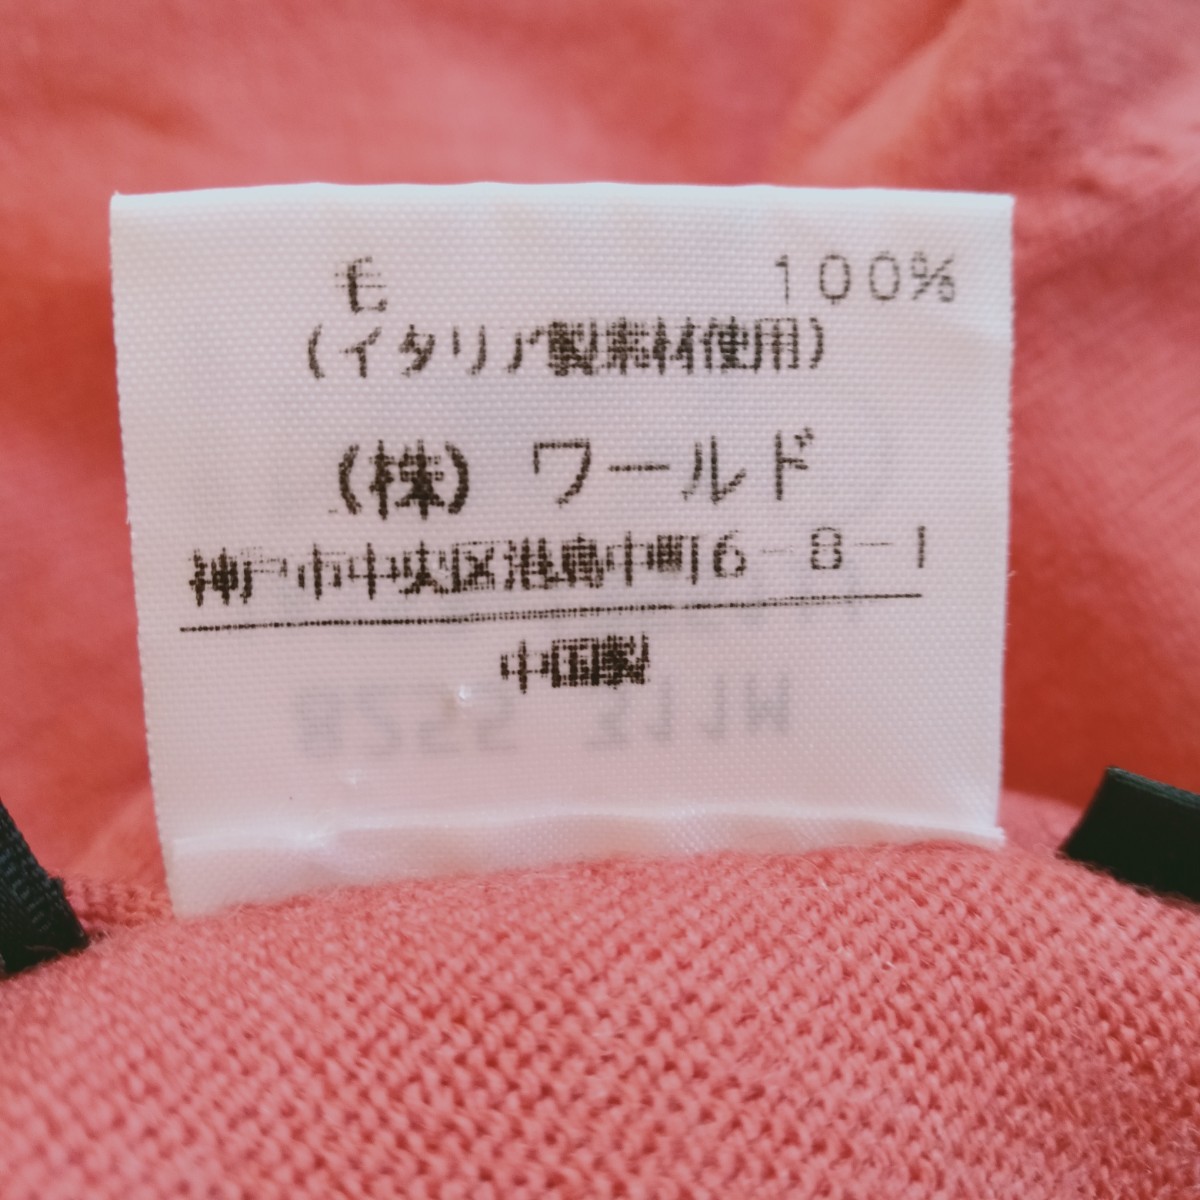 毛 100%
(イタリア製素材使用)
(株) ワールド
神戸市中央区港島中町6-8-1
中国製